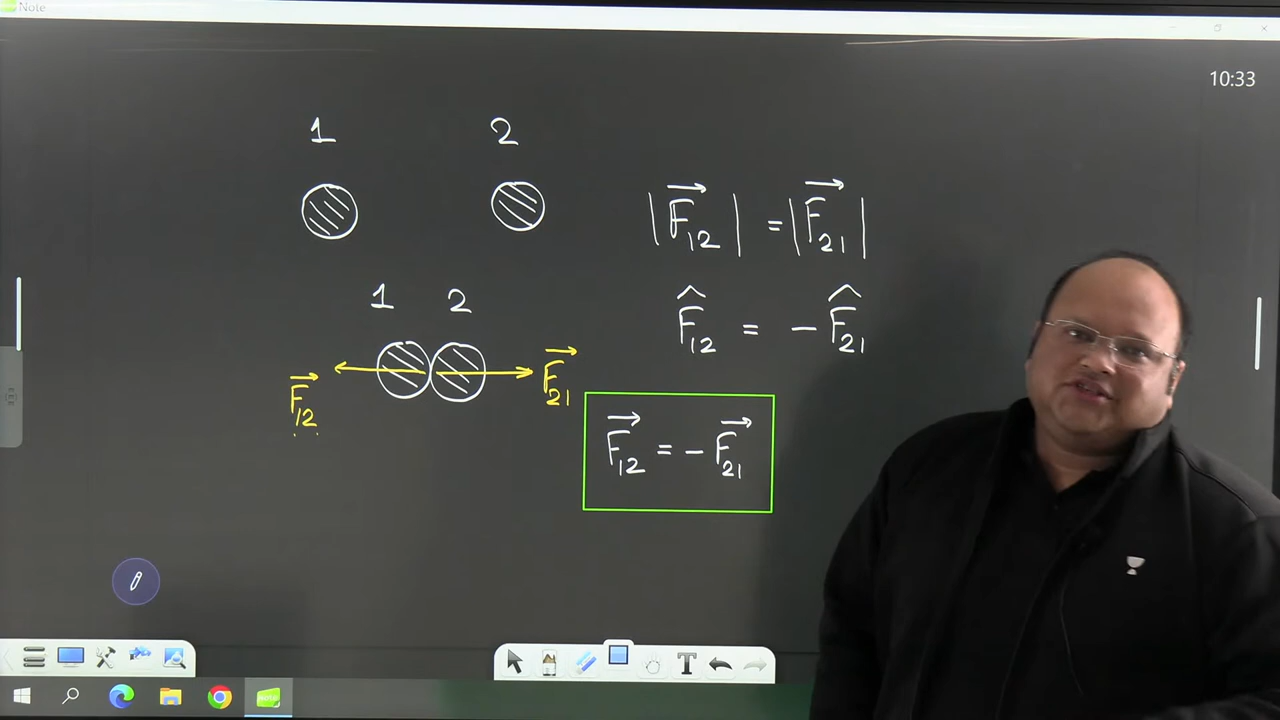 Note
10:33
1 2
|F⃗₁₂| = |F⃗₂₁|
1 2
F̂₁₂ = − F̂₂₁
F⃗₁₂
F⃗₂₁
F⃗₁₂ = − F⃗₂₁
T